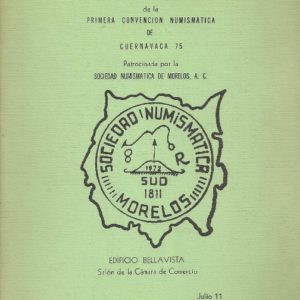 de la
PRIMERA CONVENCION NUMISMATICA
DE
CUERNAVACA 75
Patrocinada por la
SOCIEDAD NUMISMATICA DE MORELOS, A. C.
SOCIEDAD NUMISMATICA
8 R
1973
SUD
1811
MORELOS
EDIFICIO BELLAVISTA
Salón de la Cámara de Comercio
Julio 11